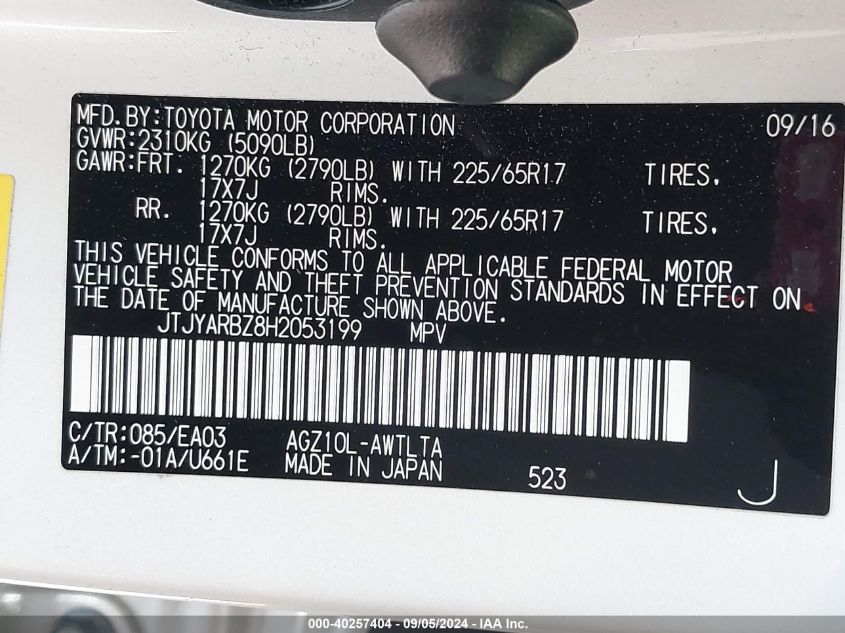 MFD.BY:TOYOTA MOTOR CORPORATION 09/16
GVWR:2310KG (5090LB)
GAWR:FRT. 1270KG (2790LB) WITH 225/65R17 TIRES.
17X7J RIMS.
RR. 1270KG (2790LB) WITH 225/65R17 TIRES.
17X7J RIMS.
THIS VEHICLE CONFORMS TO ALL APPLICABLE FEDERAL MOTOR
VEHICLE SAFETY AND THEFT PREVENTION STANDARDS IN EFFECT ON
THE DATE OF MANUFACTURE SHOWN ABOVE.
JTJYARBZ8H2053199 MPV
C/TR:085/EA03 AGZ10L-AWTLTA
A/TM:-01A/U661E MADE IN JAPAN 523 J
000-40257404 - 09/05/2024 - IAA Inc.